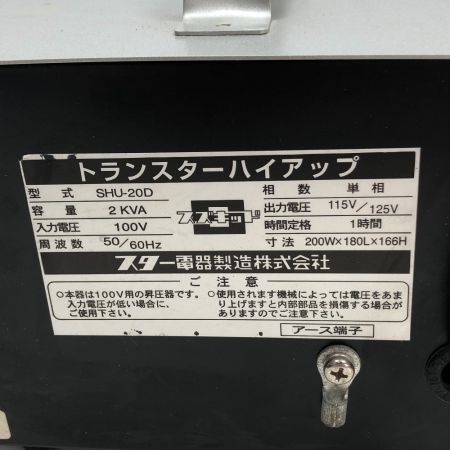 トランスターハイアップ
型式 SHU-20D 相数 単相
容量 2 KVA 出力電圧 115V/125V
入力電圧 100V 時間定格 1時間
周波数 50/60Hz 寸法 200W×180L×166H
スター電器製造株式会社
ご注意
○本器は100V用の昇圧器です。
入力電圧が低い場合に、
ご使用下さい。
○使用されます機械によっては電圧をあま
り上げますと内部部品を損傷する場合が
ありますのでご注意下さい。
アース端子